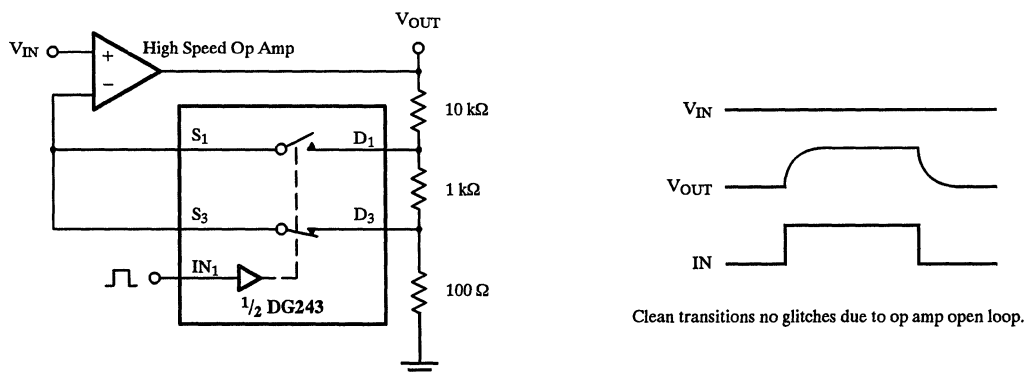 VOUT
VIN
+
High Speed Op Amp
−
10 kΩ
S1
D1
1 kΩ
S3
D3
IN1
100 Ω
1/2 DG243
VIN
VOUT
IN
Clean transitions no glitches due to op amp open loop.